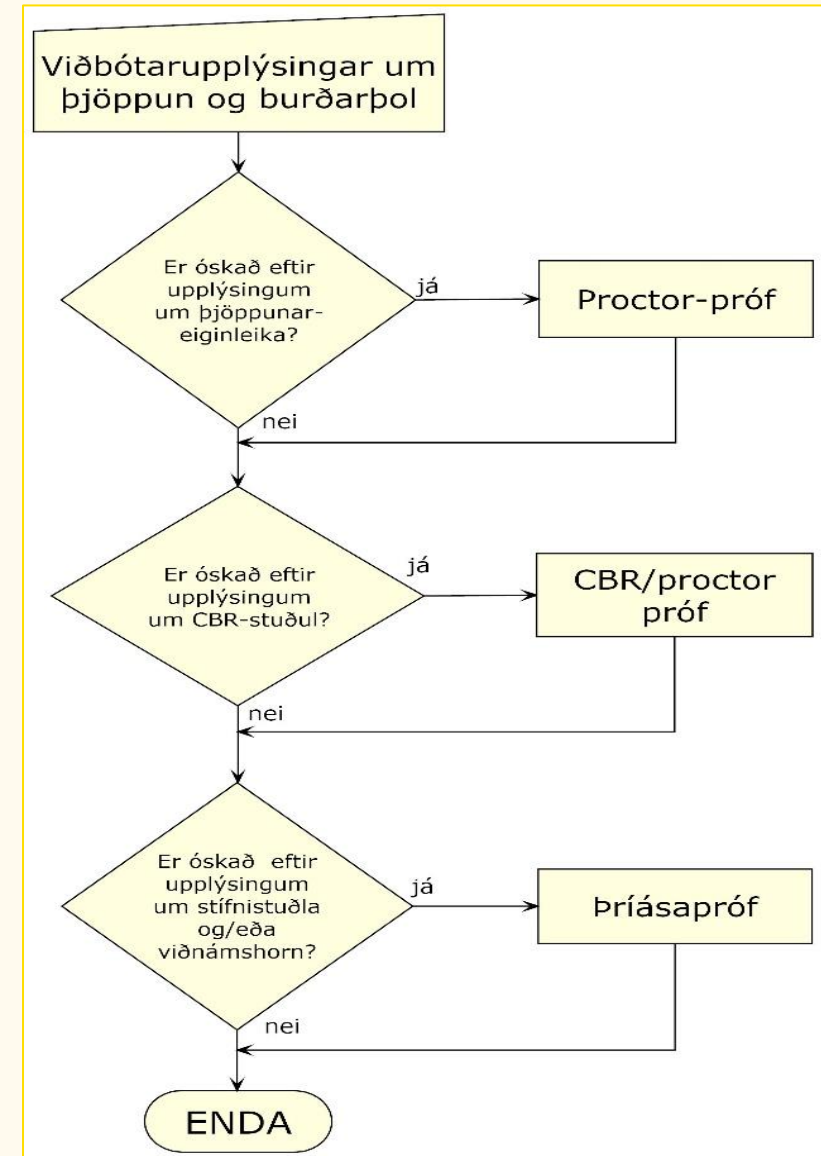 Viðbótarupplýsingar um
þjöppun og burðarþol
Er óskað eftir
upplýsingum
um þjöppunar-
eiginleika?
já
Proctor-próf
nei
Er óskað eftir
upplýsingum
um CBR-stuðul?
já
CBR/proctor
próf
nei
Er óskað eftir
upplýsingum
um stífnistuðla
og/eða
viðnámshorn?
já
Þríásapróf
nei
ENDA